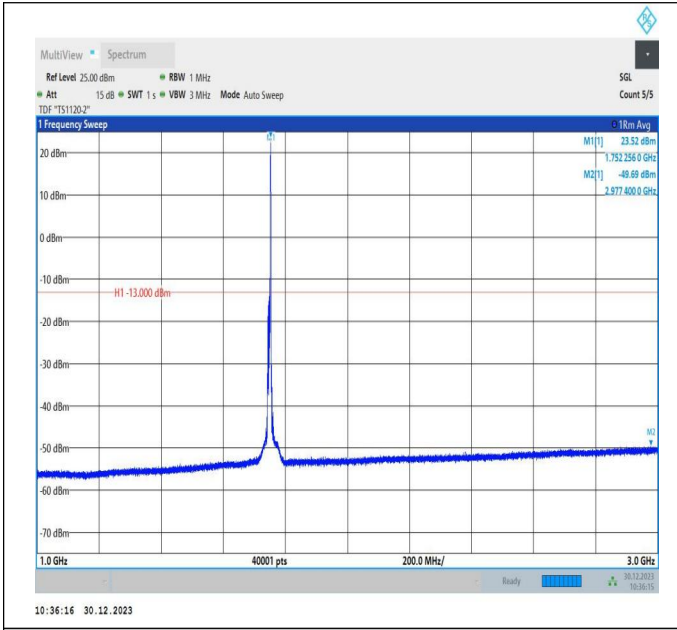 R&S
MultiView Spectrum
Ref Level 25.00 dBm RBW 1 MHz SGL
Att 15 dB SWT 1 s VBW 3 MHz Mode Auto Sweep Count 5/5
TDF "TS1120-2"
1 Frequency Sweep 1Rm Avg
M1[1] 23.52 dBm
1.752 256 0 GHz
M2[1] -49.69 dBm
2.977 400 0 GHz
M1
20 dBm
10 dBm
0 dBm
-10 dBm
H1 -13.000 dBm
-20 dBm
-30 dBm
-40 dBm
M2
-50 dBm
-60 dBm
-70 dBm
1.0 GHz 40001 pts 200.0 MHz/ 3.0 GHz
Ready 30.12.2023
10:36:15
10:36:16 30.12.2023